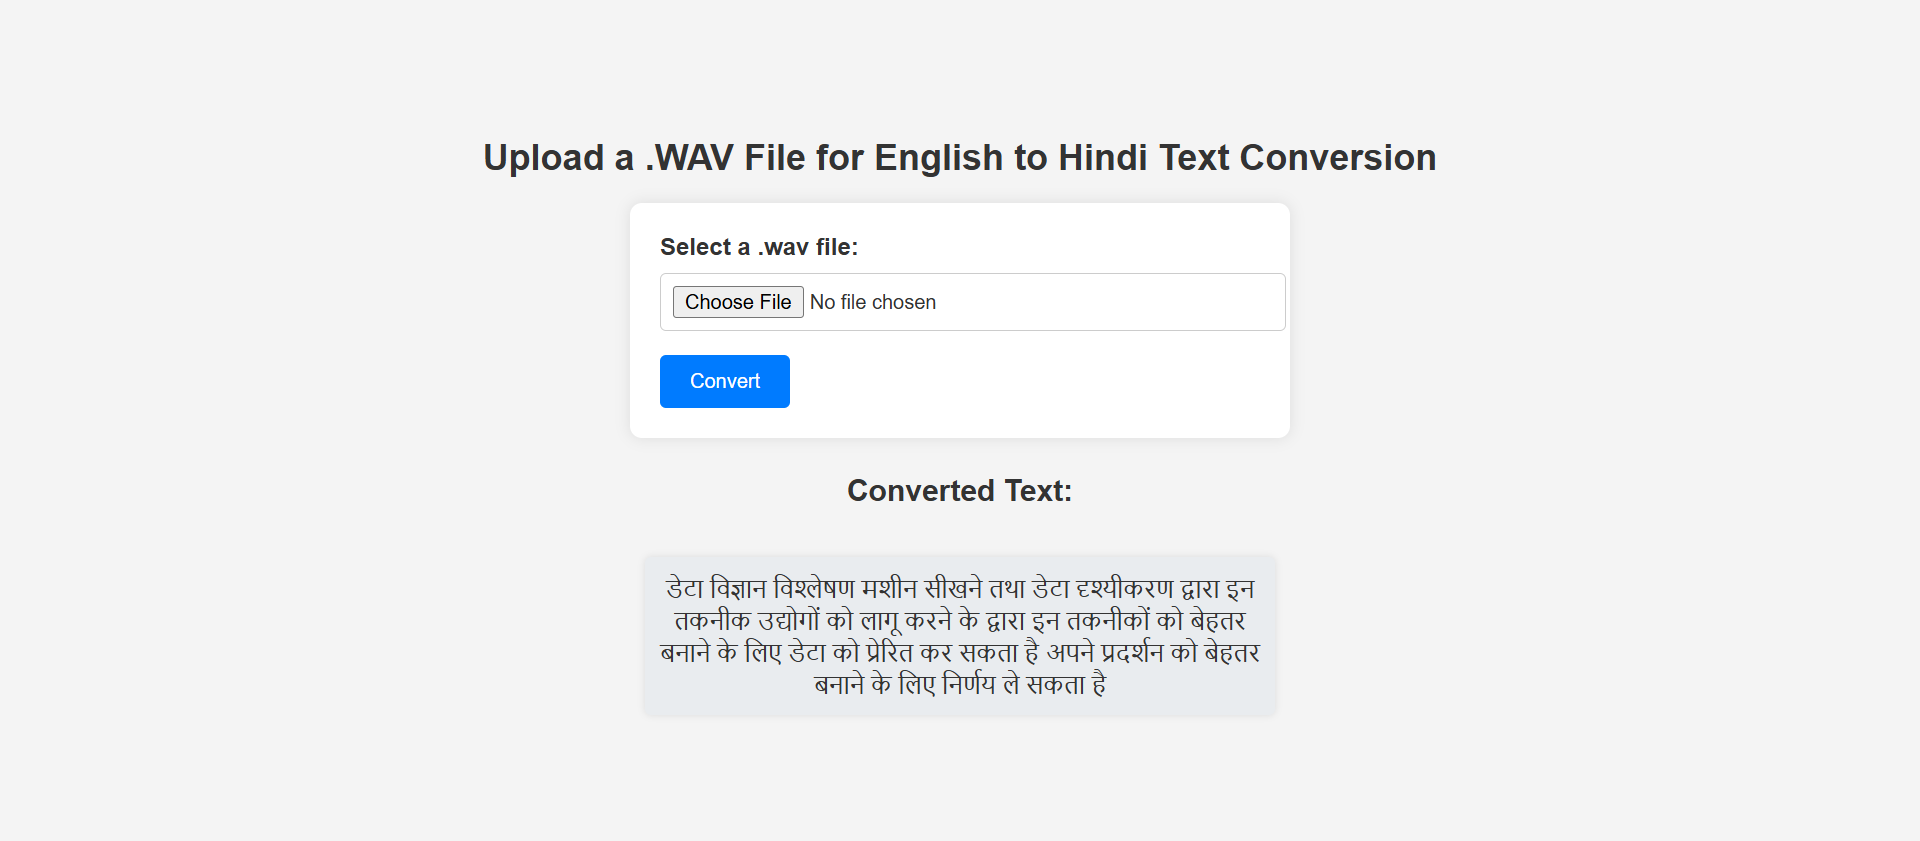 Upload a .WAV File for English to Hindi Text Conversion
Select a .wav file:
Choose File No file chosen
Convert
Converted Text:
डेटा विज्ञान विश्लेषण मशीन सीखने तथा डेटा दृश्यीकरण द्वारा इन
तकनीक उद्योगों को लागू करने के द्वारा इन तकनीकों को बेहतर
बनाने के लिए डेटा को प्रेरित कर सकता है अपने प्रदर्शन को बेहतर
बनाने के लिए निर्णय ले सकता है